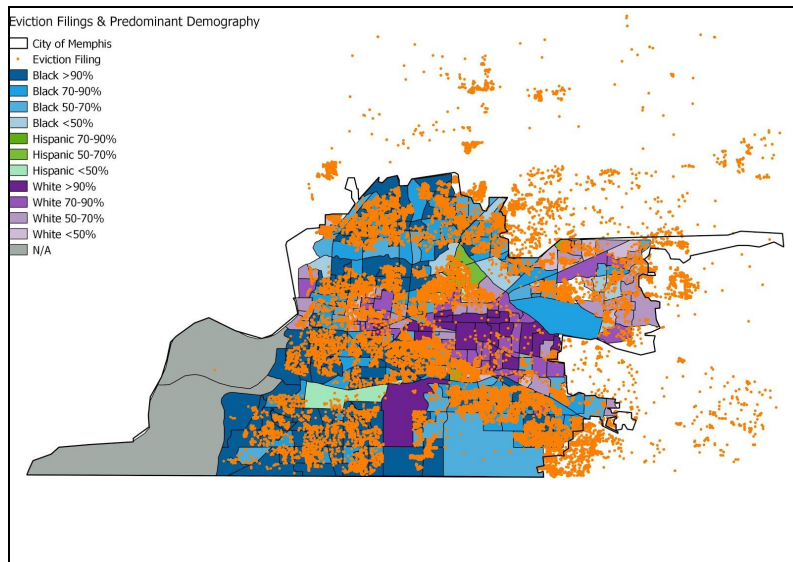 Eviction Filings & Predominant Demography
City of Memphis
Eviction Filing
Black >90%
Black 70-90%
Black 50-70%
Black <50%
Hispanic 70-90%
Hispanic 50-70%
Hispanic <50%
White >90%
White 70-90%
White 50-70%
White <50%
N/A